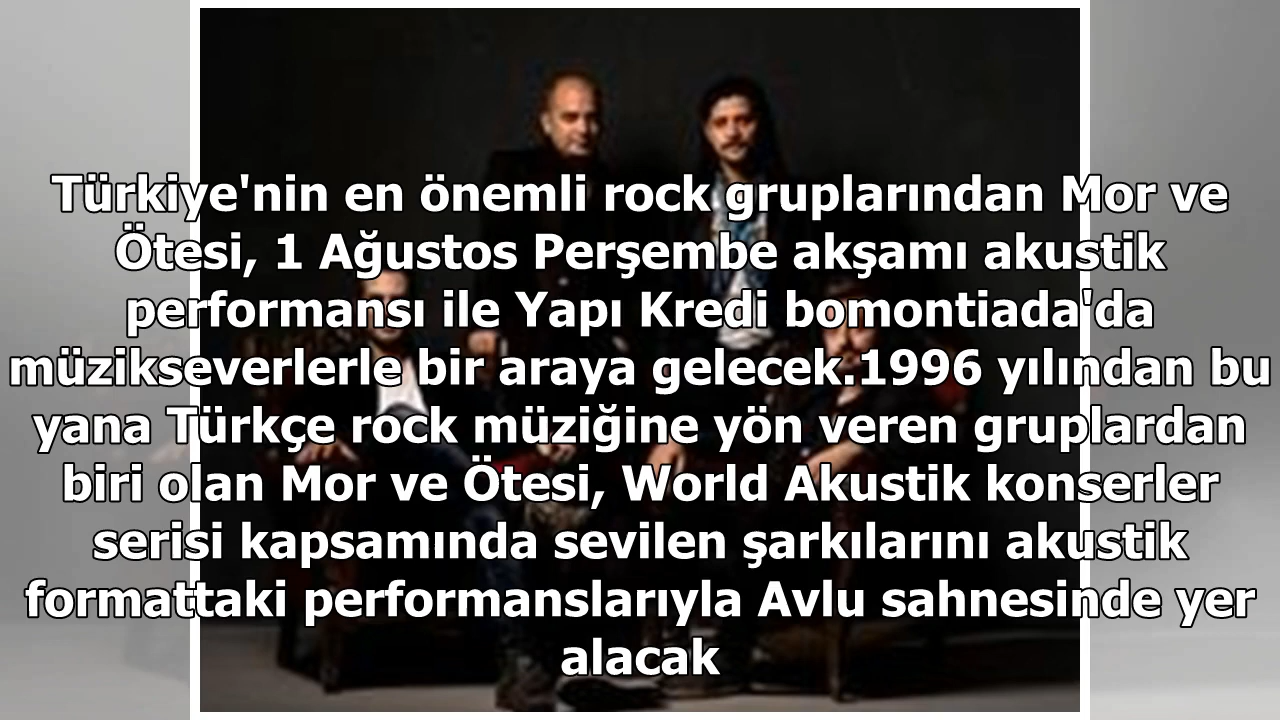 Türkiye'nin en önemli rock gruplarından Mor ve
Ötesi, 1 Ağustos Perşembe akşamı akustik
performansı ile Yapı Kredi bomontiada'da
müzikseverlerle bir araya gelecek.1996 yılından bu
yana Türkçe rock müziğine yön veren gruplardan
biri olan Mor ve Ötesi, World Akustik konserler
serisi kapsamında sevilen şarkılarını akustik
formattaki performanslarıyla Avlu sahnesinde yer
alacak